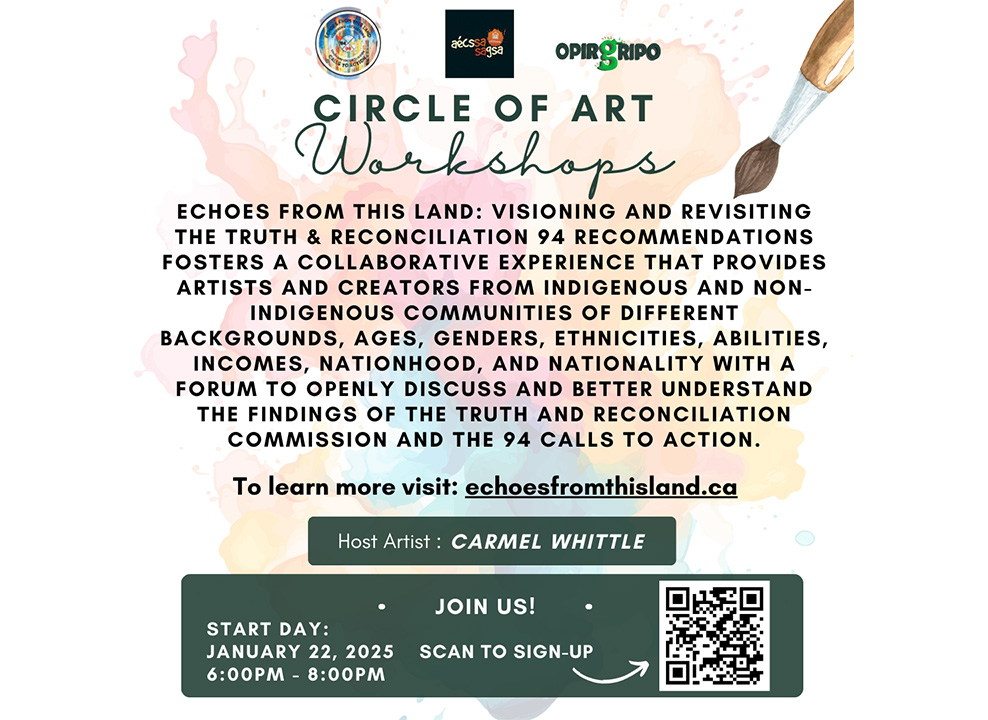 CALLS TO ACTION
aécssa
sagsa
OPIRgRIPO
CIRCLE OF ART
Workshops
ECHOES FROM THIS LAND: VISIONING AND REVISITING
THE TRUTH & RECONCILIATION 94 RECOMMENDATIONS
FOSTERS A COLLABORATIVE EXPERIENCE THAT PROVIDES
ARTISTS AND CREATORS FROM INDIGENOUS AND NON-
INDIGENOUS COMMUNITIES OF DIFFERENT
BACKGROUNDS, AGES, GENDERS, ETHNICITIES, ABILITIES,
INCOMES, NATIONHOOD, AND NATIONALITY WITH A
FORUM TO OPENLY DISCUSS AND BETTER UNDERSTAND
THE FINDINGS OF THE TRUTH AND RECONCILIATION
COMMISSION AND THE 94 CALLS TO ACTION.
To learn more visit: echoesfromthisland.ca
Host Artist : CARMEL WHITTLE
• JOIN US! •
START DAY:
JANUARY 22, 2025 SCAN TO SIGN-UP
6:00PM - 8:00PM